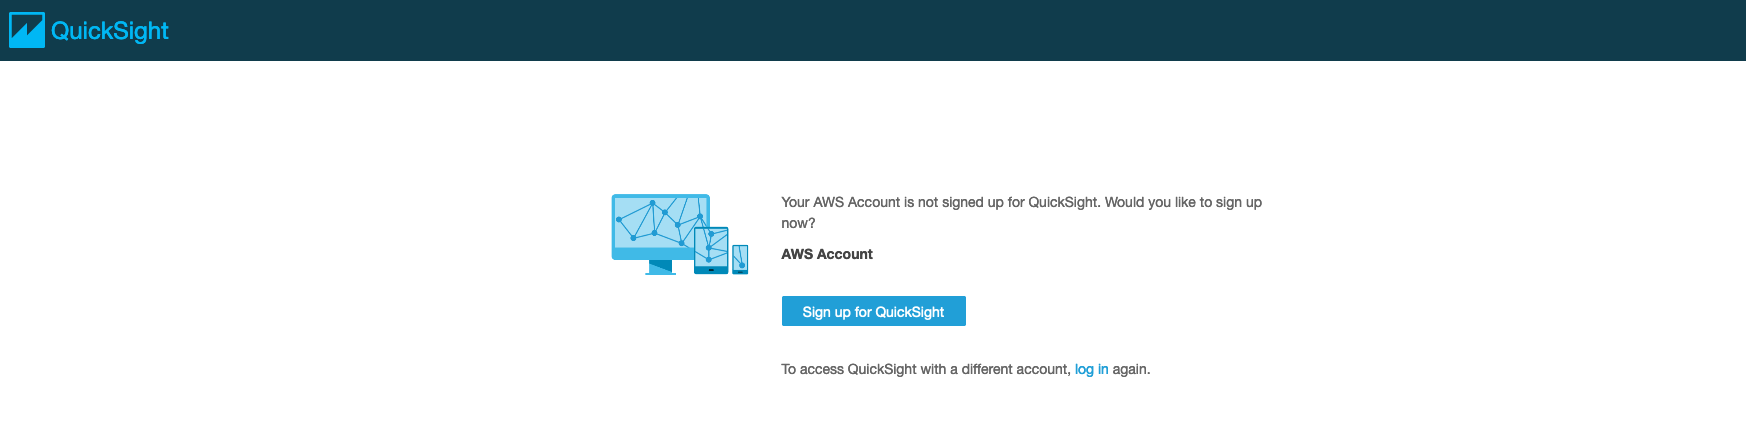 QuickSight
Your AWS Account is not signed up for QuickSight. Would you like to sign up
now?
AWS Account
Sign up for QuickSight
To access QuickSight with a different account, log in again.